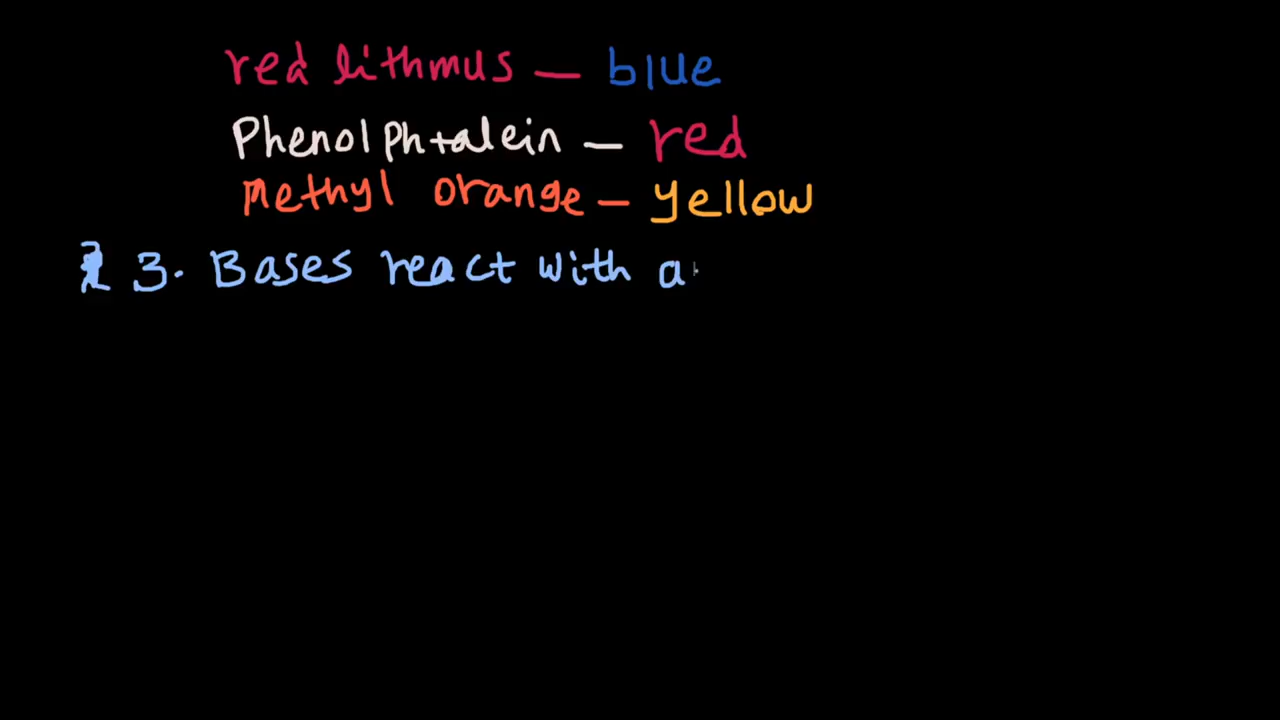 red lithmus — blue
Phenolphtalein — red
Methyl orange — yellow
3. Bases react with a